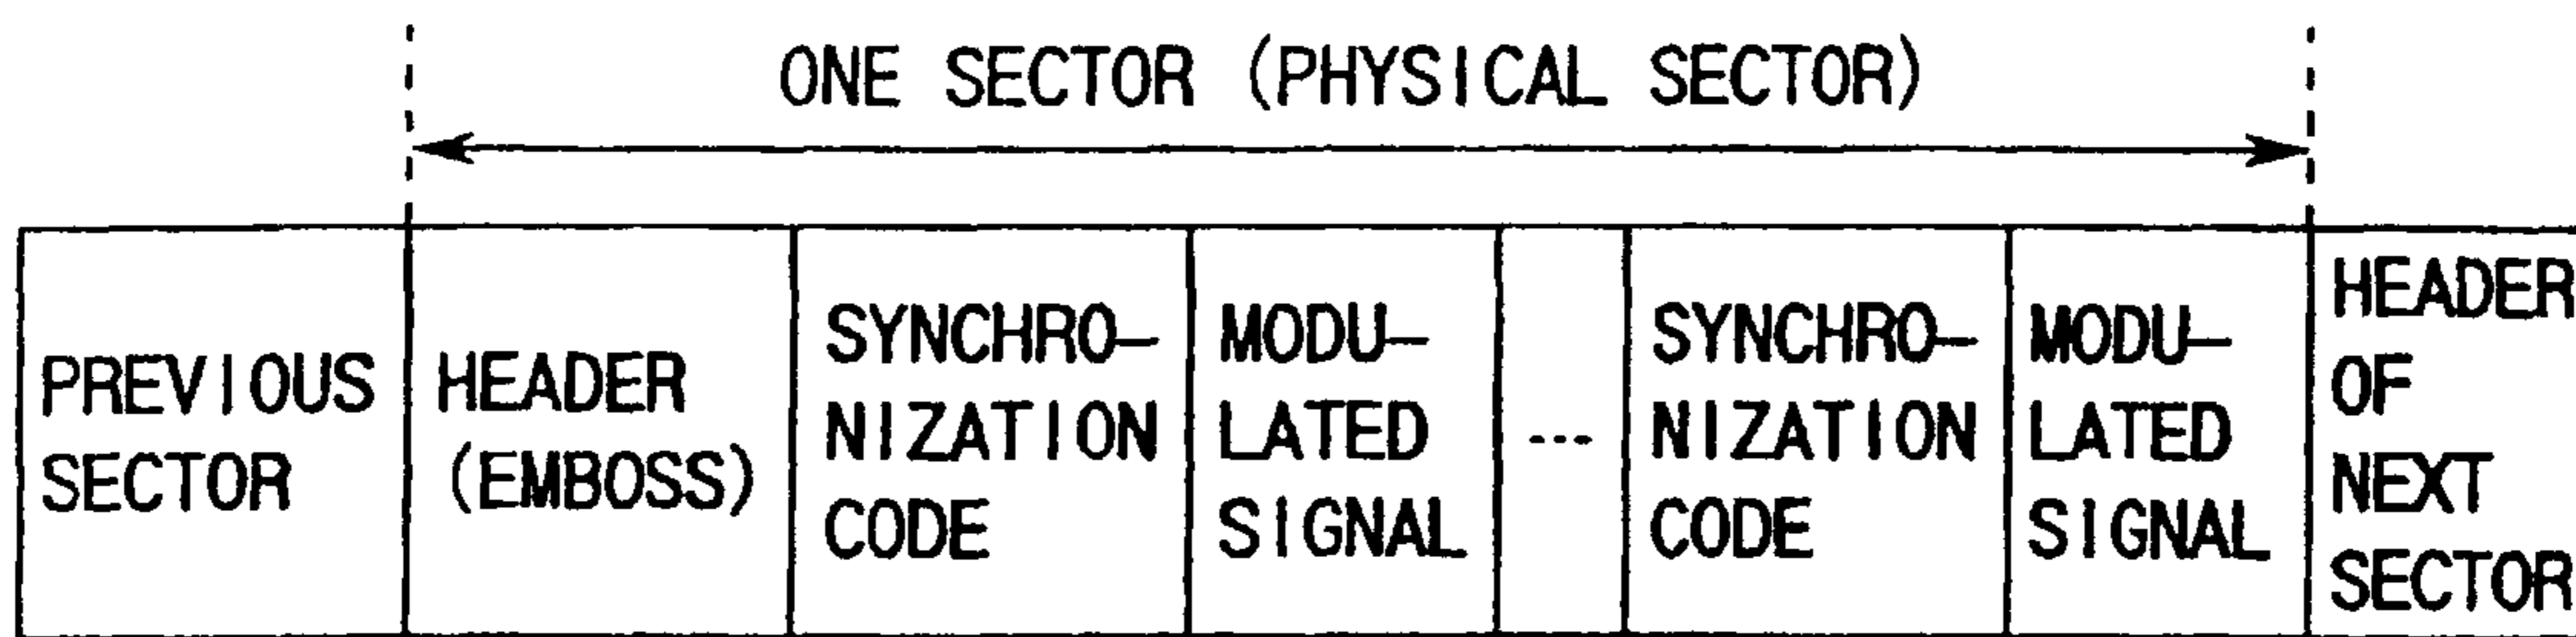 ONE SECTOR (PHYSICAL SECTOR)
PREVIOUS
SECTOR
HEADER
(EMBOSS)
SYNCHRO–
NIZATION
CODE
MODU–
LATED
SIGNAL
---
SYNCHRO–
NIZATION
CODE
MODU–
LATED
SIGNAL
HEADER
OF
NEXT
SECTOR